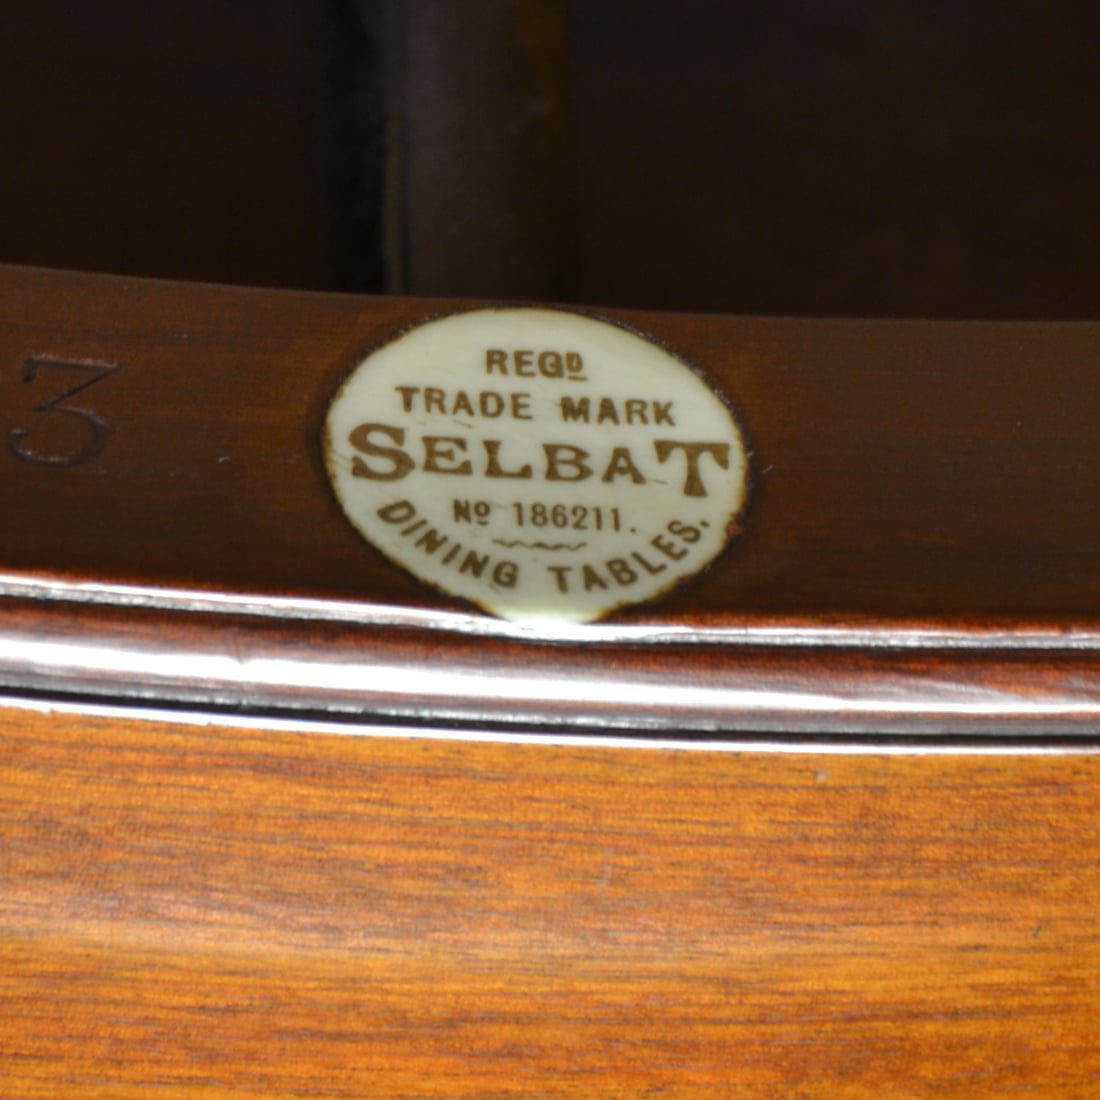 3
REGD
TRADE MARK
SELBAT
No 186211.
DINING TABLES.